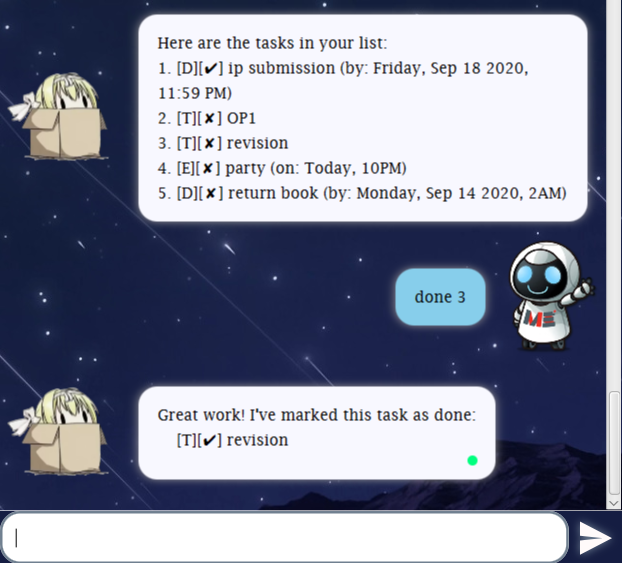 Here are the tasks in your list:
1. [D][✔] ip submission (by: Friday, Sep 18 2020,
11:59 PM)
2. [T][✘] OP1
3. [T][✘] revision
4. [E][✘] party (on: Today, 10PM)
5. [D][✘] return book (by: Monday, Sep 14 2020, 2AM)
done 3
ME
Great work! I've marked this task as done:
[T][✔] revision